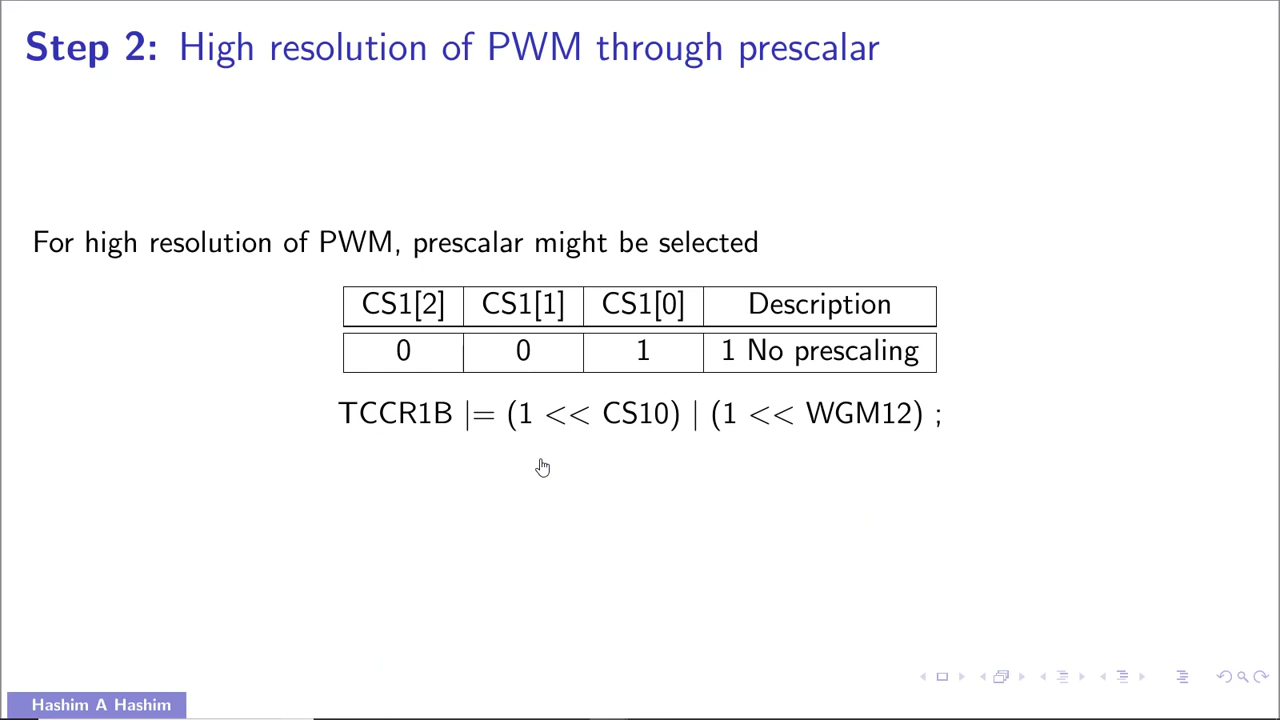 Step 2: High resolution of PWM through prescalar
For high resolution of PWM, prescalar might be selected
CS1[2] CS1[1] CS1[0] Description
0 0 1 1 No prescaling
TCCR1B |= (1 << CS10) | (1 << WGM12) ;
Hashim A Hashim